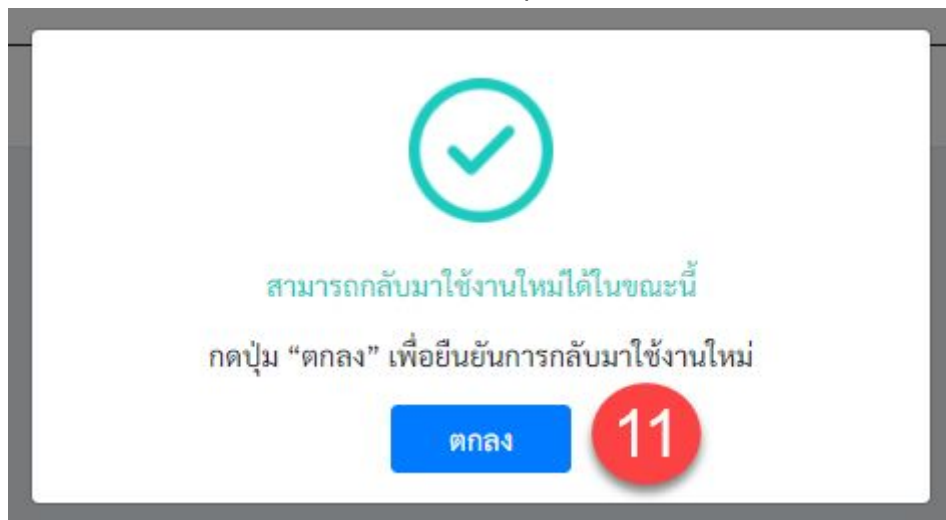 สามารถกลับมาใช้งานใหม่ได้ในขณะนี้
กดปุ่ม “ตกลง” เพื่อยืนยันการกลับมาใช้งานใหม่
ตกลง
11